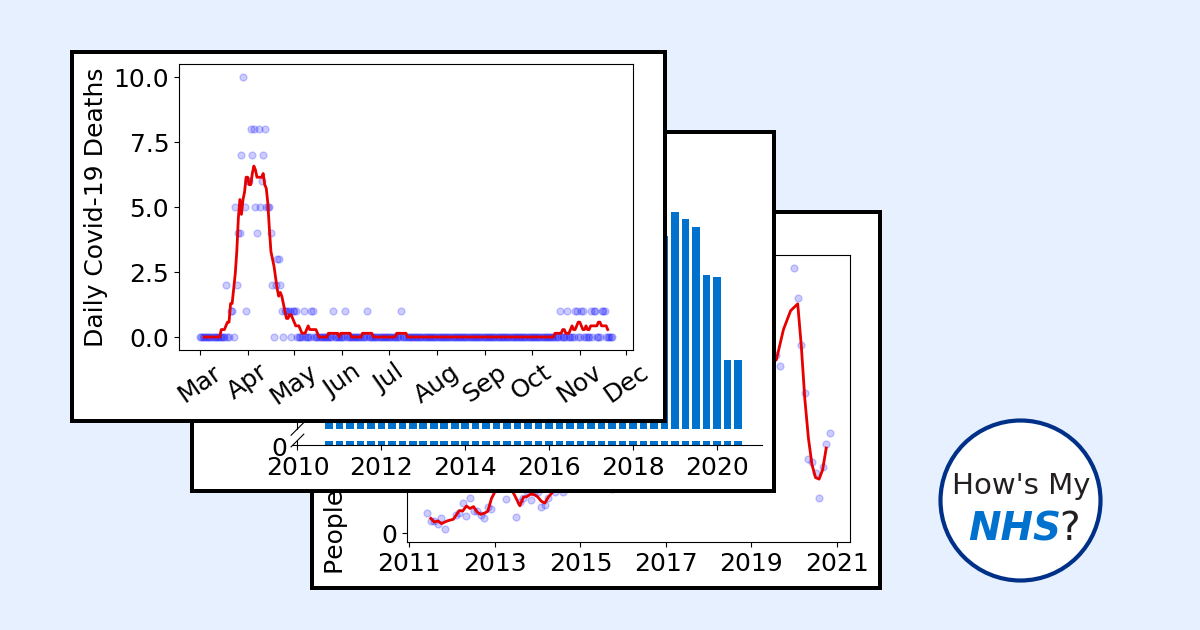 Daily Covid-19 Deaths
10.0
7.5
5.0
2.5
0.0
Mar Apr May Jun Jul Aug Sep Oct Nov Dec
0
2010 2012 2014 2016 2018 2020
People
0
2011 2013 2015 2017 2019 2021
How's My
NHS?